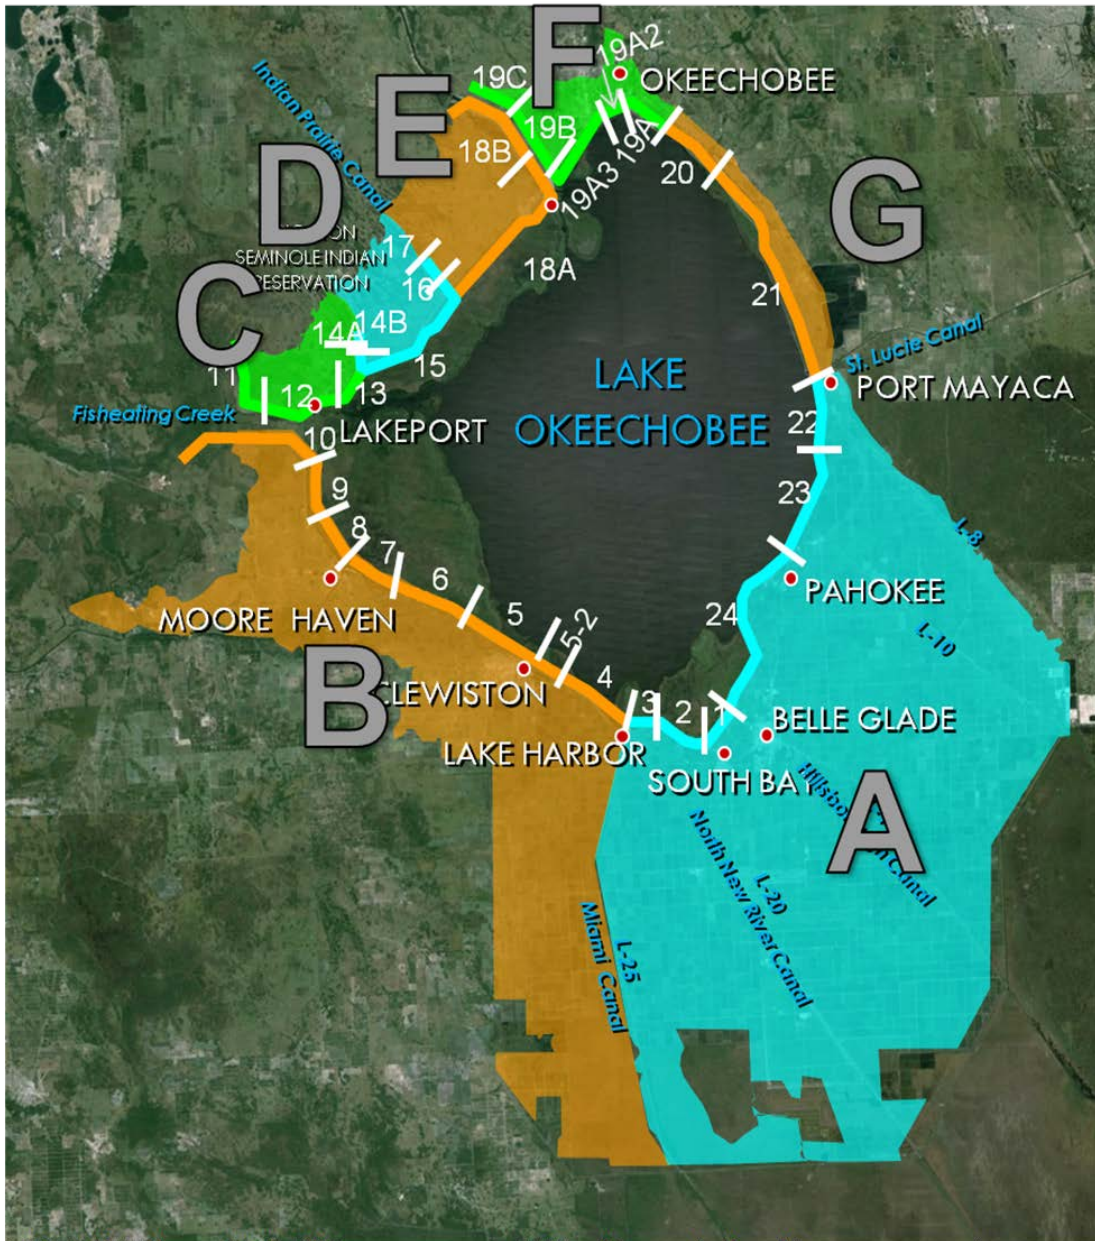 F
19A2
OKEECHOBEE
19C
E
Indian Prairie Canal
19B
19A
18B
20
D
19A3
G
17
SEMINOLE INDIAN
18A
C
16
21
14A
14B
St. Lucie Canal
15
LAKE
OKEECHOBEE
PORT MAYACA
11
12
13
Fisheating Creek
LAKEPORT
22
10
9
23
8
7
L-8
6
PAHOKEE
MOORE HAVEN
5
5-2
24
L-10
B
CLEWISTON
4
3
2
1
BELLE GLADE
LAKE HARBOR
SOUTH BAY
A
Canal
North New River Canal
L-20
L-25
Miami Canal